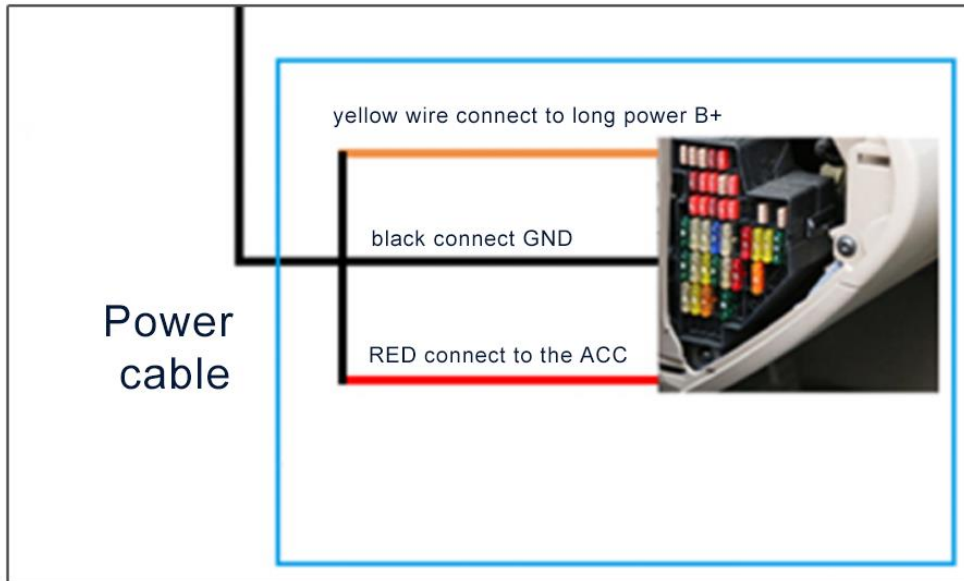 yellow wire connect to long power B+
black connect GND
Power
cable
RED connect to the ACC